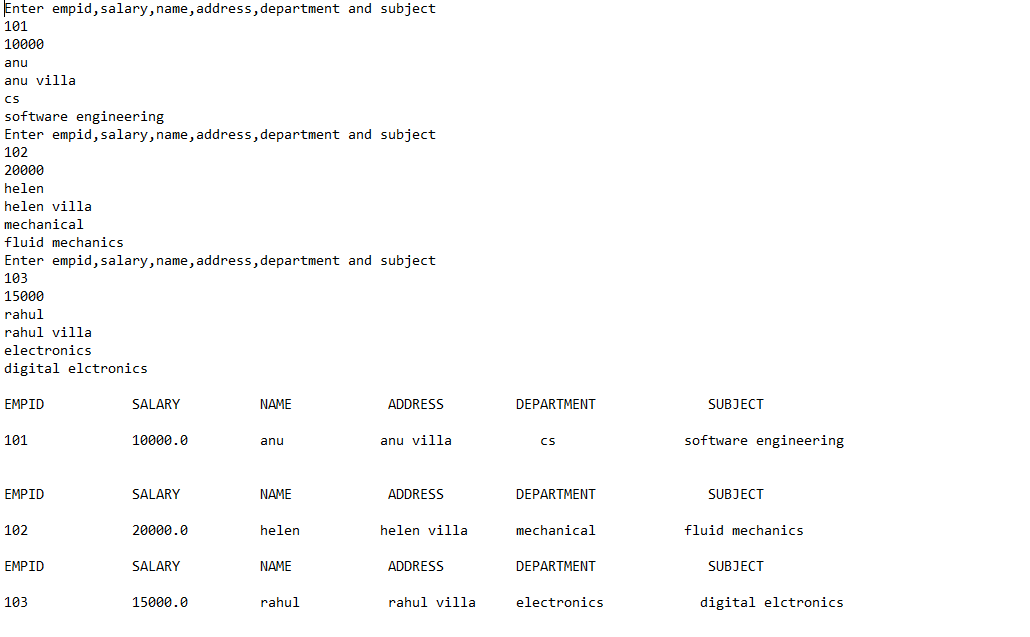 Enter empid,salary,name,address,department and subject
101
10000
anu
anu villa
cs
software engineering
Enter empid,salary,name,address,department and subject
102
20000
helen
helen villa
mechanical
fluid mechanics
Enter empid,salary,name,address,department and subject
103
15000
rahul
rahul villa
electronics
digital elctronics
EMPID SALARY NAME ADDRESS DEPARTMENT SUBJECT
101 10000.0 anu anu villa cs software engineering
EMPID SALARY NAME ADDRESS DEPARTMENT SUBJECT
102 20000.0 helen helen villa mechanical fluid mechanics
EMPID SALARY NAME ADDRESS DEPARTMENT SUBJECT
103 15000.0 rahul rahul villa electronics digital elctronics